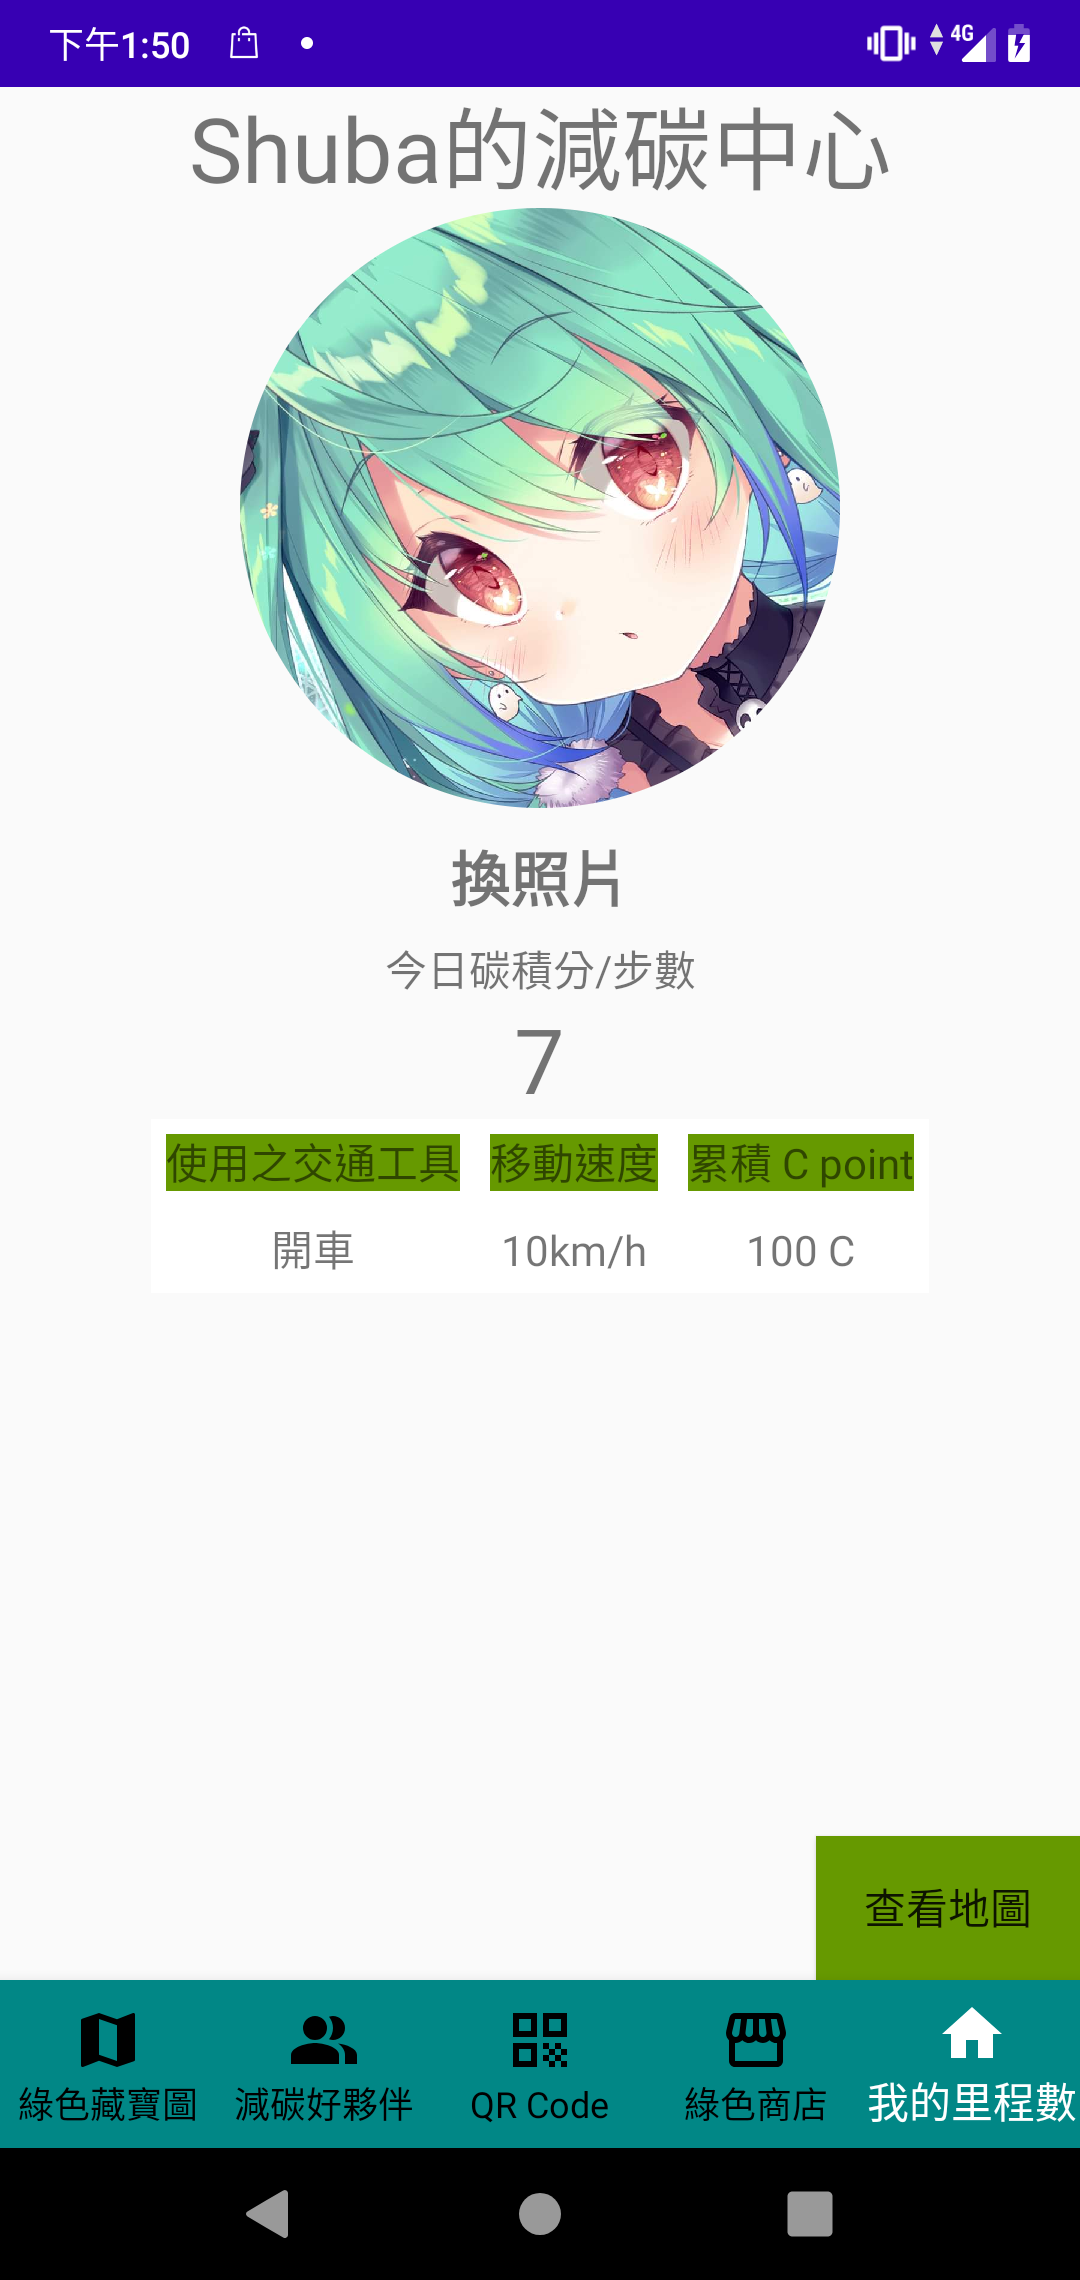 下午1:50
4G
Shuba的減碳中心
換照片
今日碳積分/步數
7
使用之交通工具 移動速度 累積 C point
開車 10km/h 100 C
查看地圖
綠色藏寶圖 減碳好夥伴 QR Code 綠色商店 我的里程數